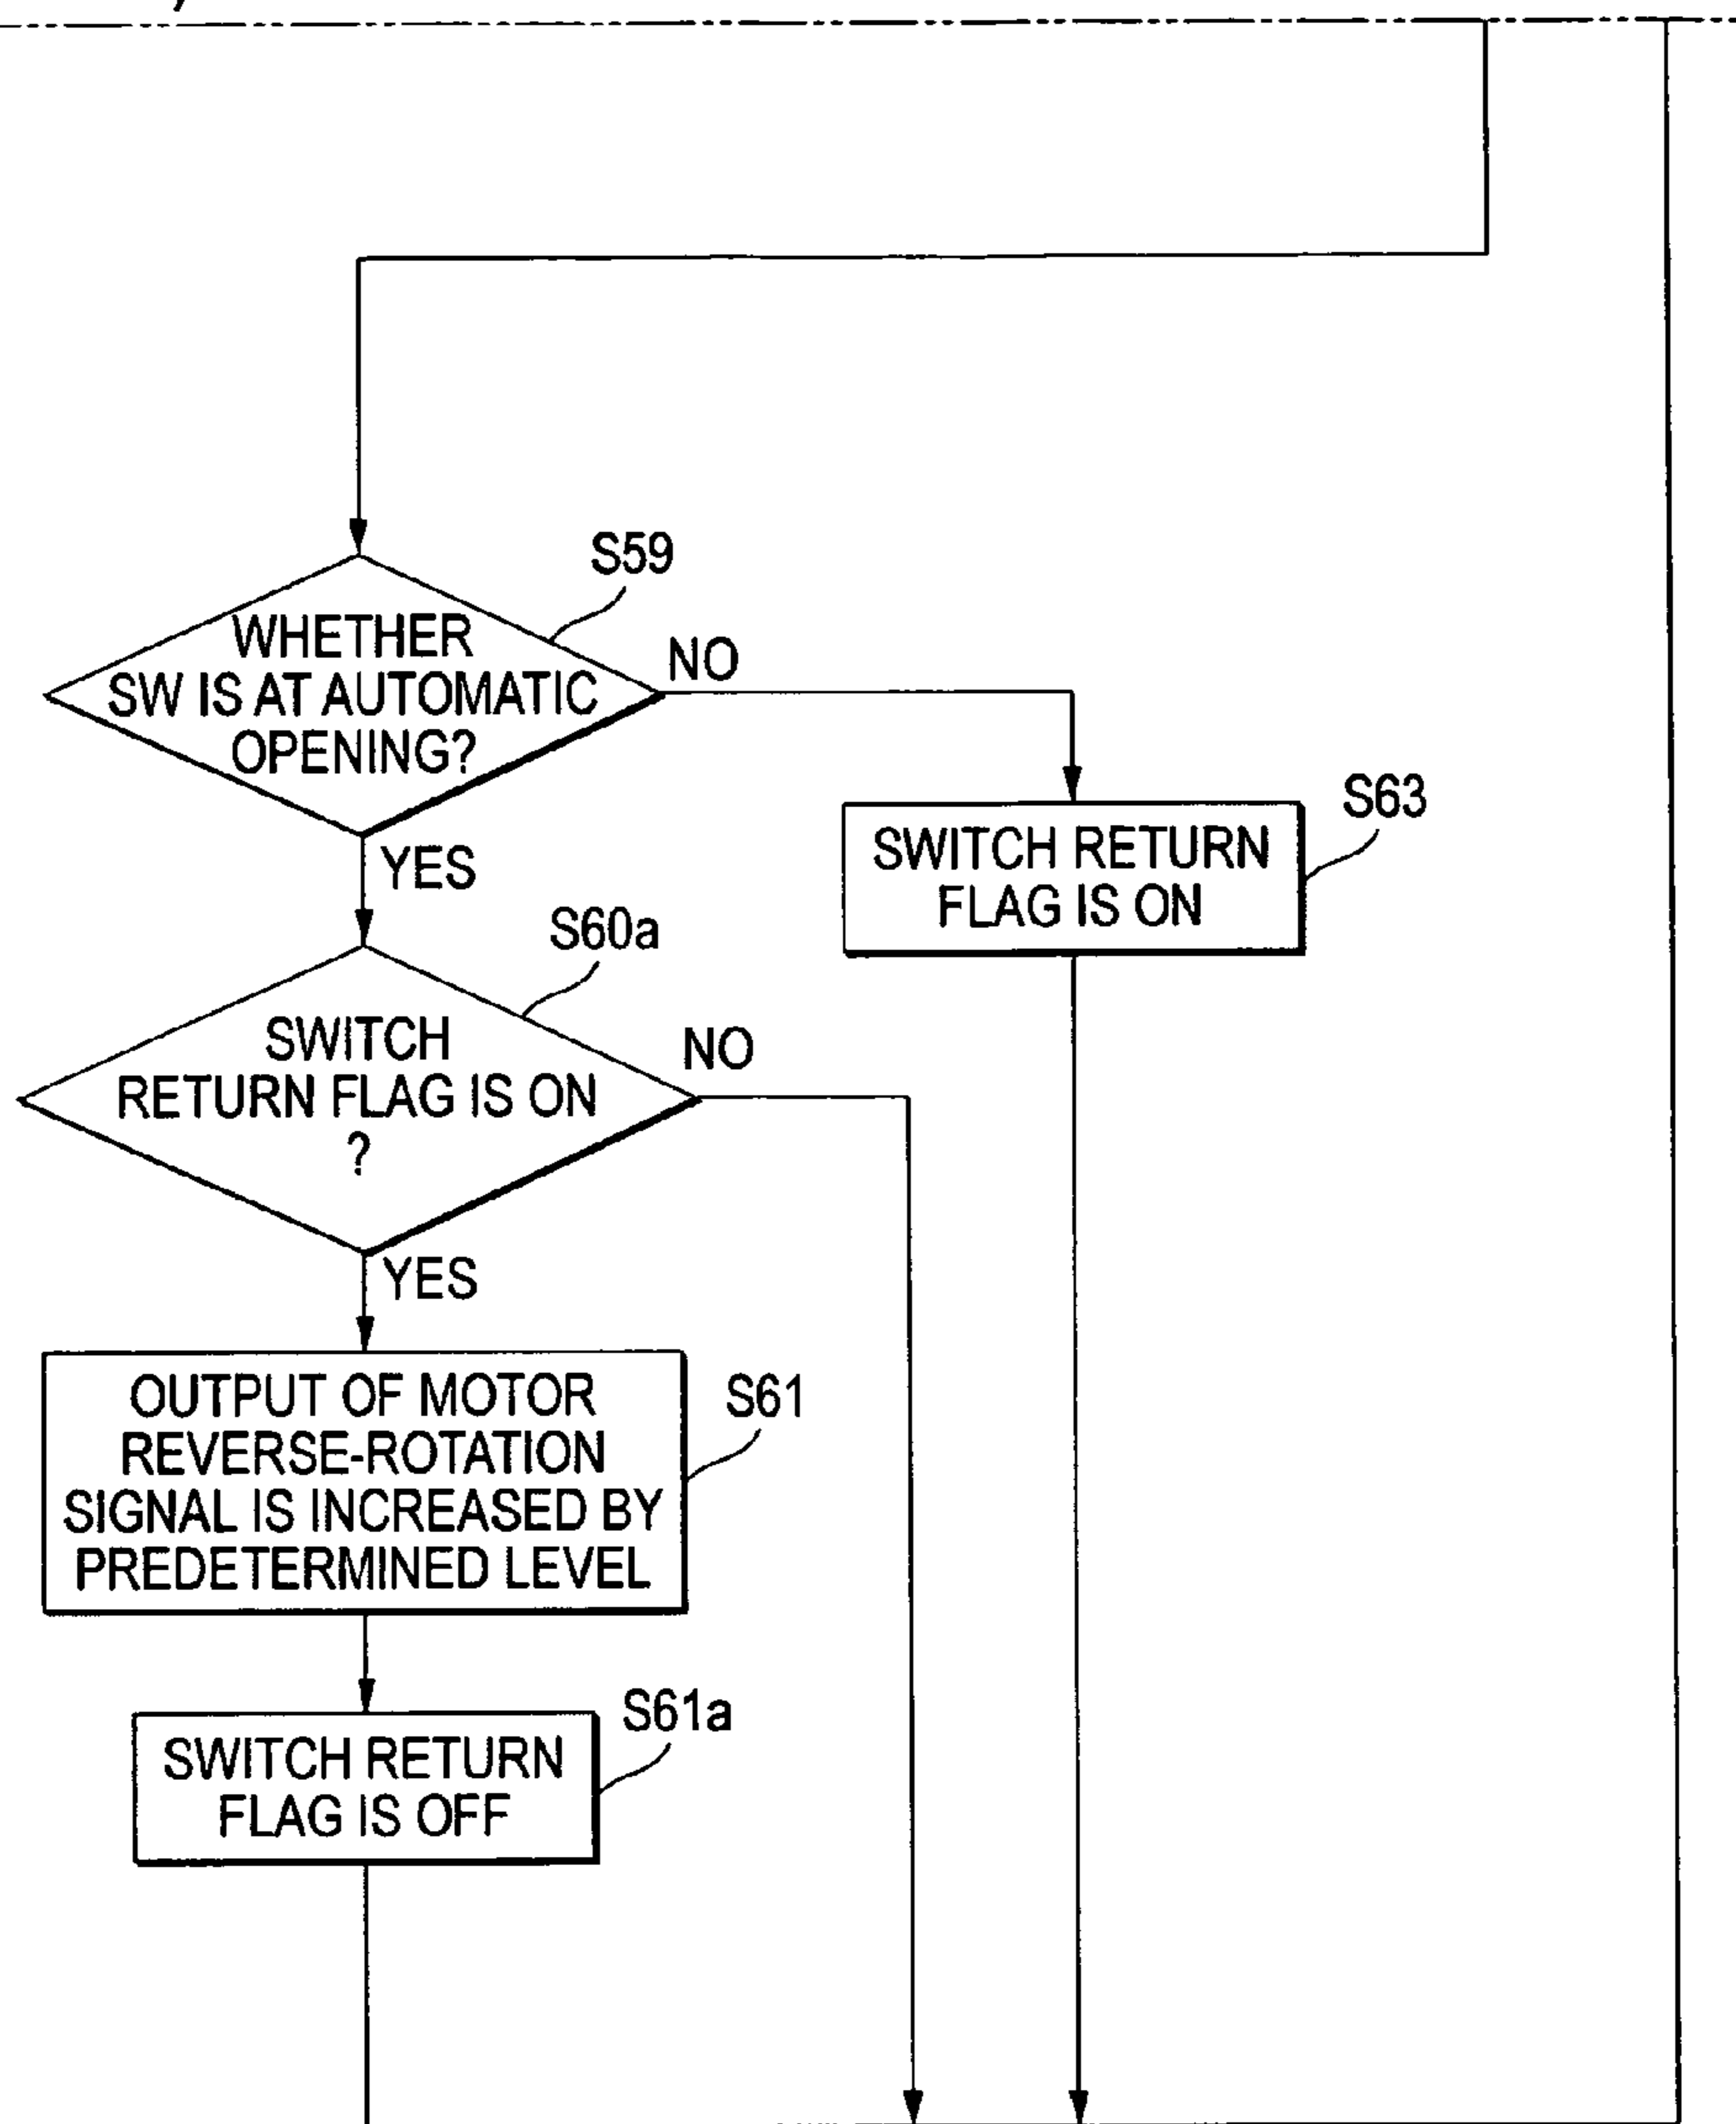 S59
WHETHER
SW IS AT AUTOMATIC
OPENING?
NO
YES
S63
SWITCH RETURN
FLAG IS ON
S60a
SWITCH
RETURN FLAG IS ON
?
NO
YES
S61
OUTPUT OF MOTOR
REVERSE-ROTATION
SIGNAL IS INCREASED BY
PREDETERMINED LEVEL
S61a
SWITCH RETURN
FLAG IS OFF